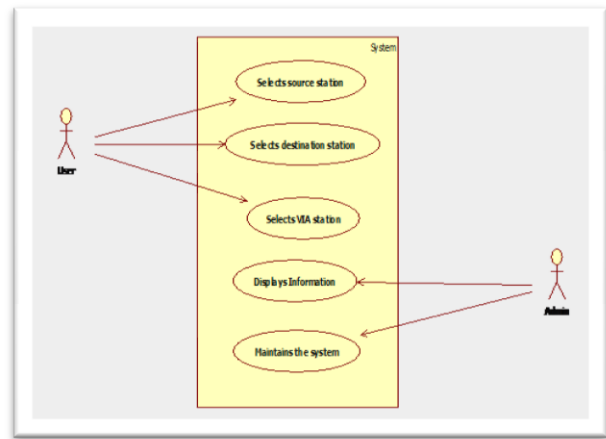 System
Selects source station
Selects destination station
User
Selects VIA station
Displays Information
Admin
Maintains the system